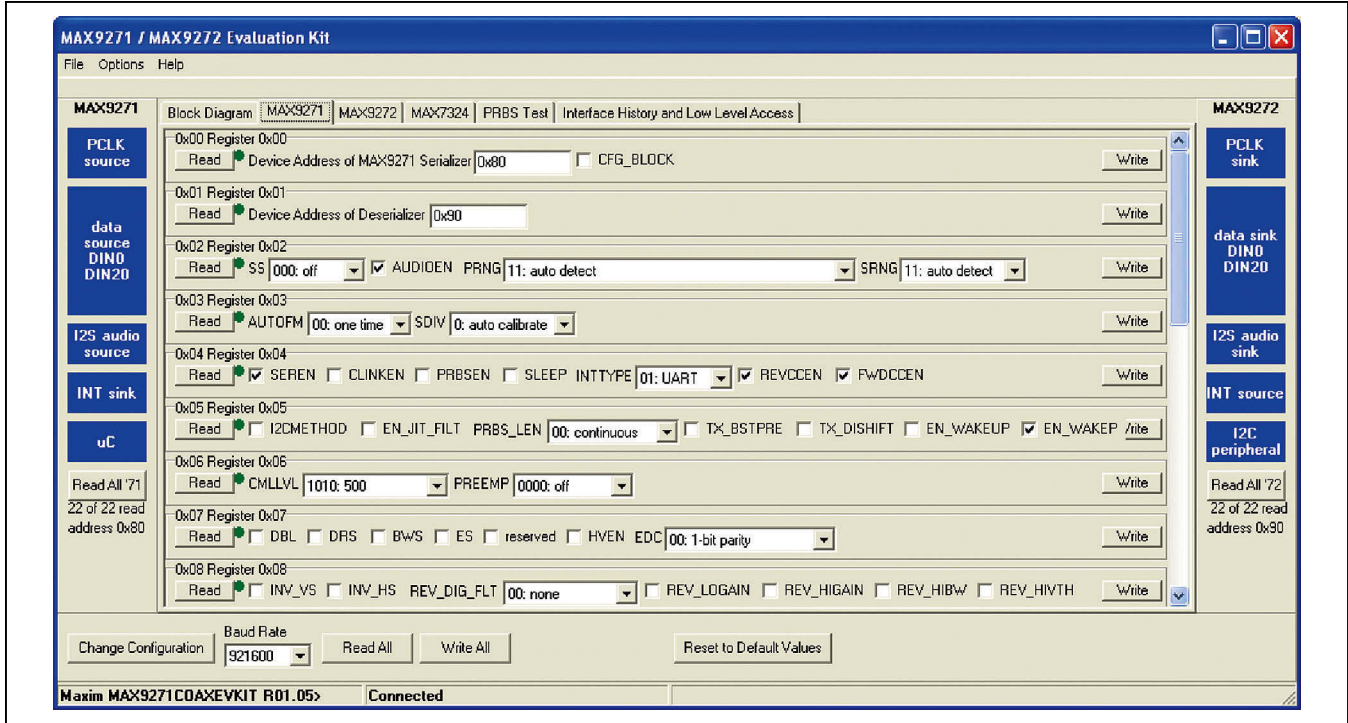 MAX9271 / MAX9272 Evaluation Kit
File Options Help
MAX9271
PCLK
source
data
source
DIN0
DIN20
I2S audio
source
INT sink
uC
Read All '71
22 of 22 read
address 0x80
Block Diagram MAX9271 MAX9272 MAX7324 PRBS Test Interface History and Low Level Access
0x00 Register 0x00
Read Device Address of MAX9271 Serializer 0x80 CFG_BLOCK Write
0x01 Register 0x01
Read Device Address of Deserializer 0x90 Write
0x02 Register 0x02
Read SS 000: off AUDIOEN PRNG 11: auto detect SRNG 11: auto detect Write
0x03 Register 0x03
Read AUTOFM 00: one time SDIV 0: auto calibrate Write
0x04 Register 0x04
Read SEREN CLINKEN PRBSEN SLEEP INTTYPE 01: UART REVCCEN FWDCCEN Write
0x05 Register 0x05
Read I2CMETHOD EN_JIT_FILT PRBS_LEN 00: continuous TX_BSTPRE TX_DISHIFT EN_WAKEUP EN_WAKEP /rite
0x06 Register 0x06
Read CMLLVL 1010: 500 PREEMP 0000: off Write
0x07 Register 0x07
Read DBL DRS BWS ES reserved HVEN EDC 00: 1-bit parity Write
0x08 Register 0x08
Read INV_VS INV_HS REV_DIG_FLT 00: none REV_LOGAIN REV_HIGAIN REV_HIBW REV_HIVTH Write
MAX9272
PCLK
sink
data sink
DIN0
DIN20
I2S audio
sink
INT source
I2C
peripheral
Read All '72
22 of 22 read
address 0x90
Change Configuration
Baud Rate
921600
Read All
Write All
Reset to Default Values
Maxim MAX9271COAXEVKIT R01.05> Connected